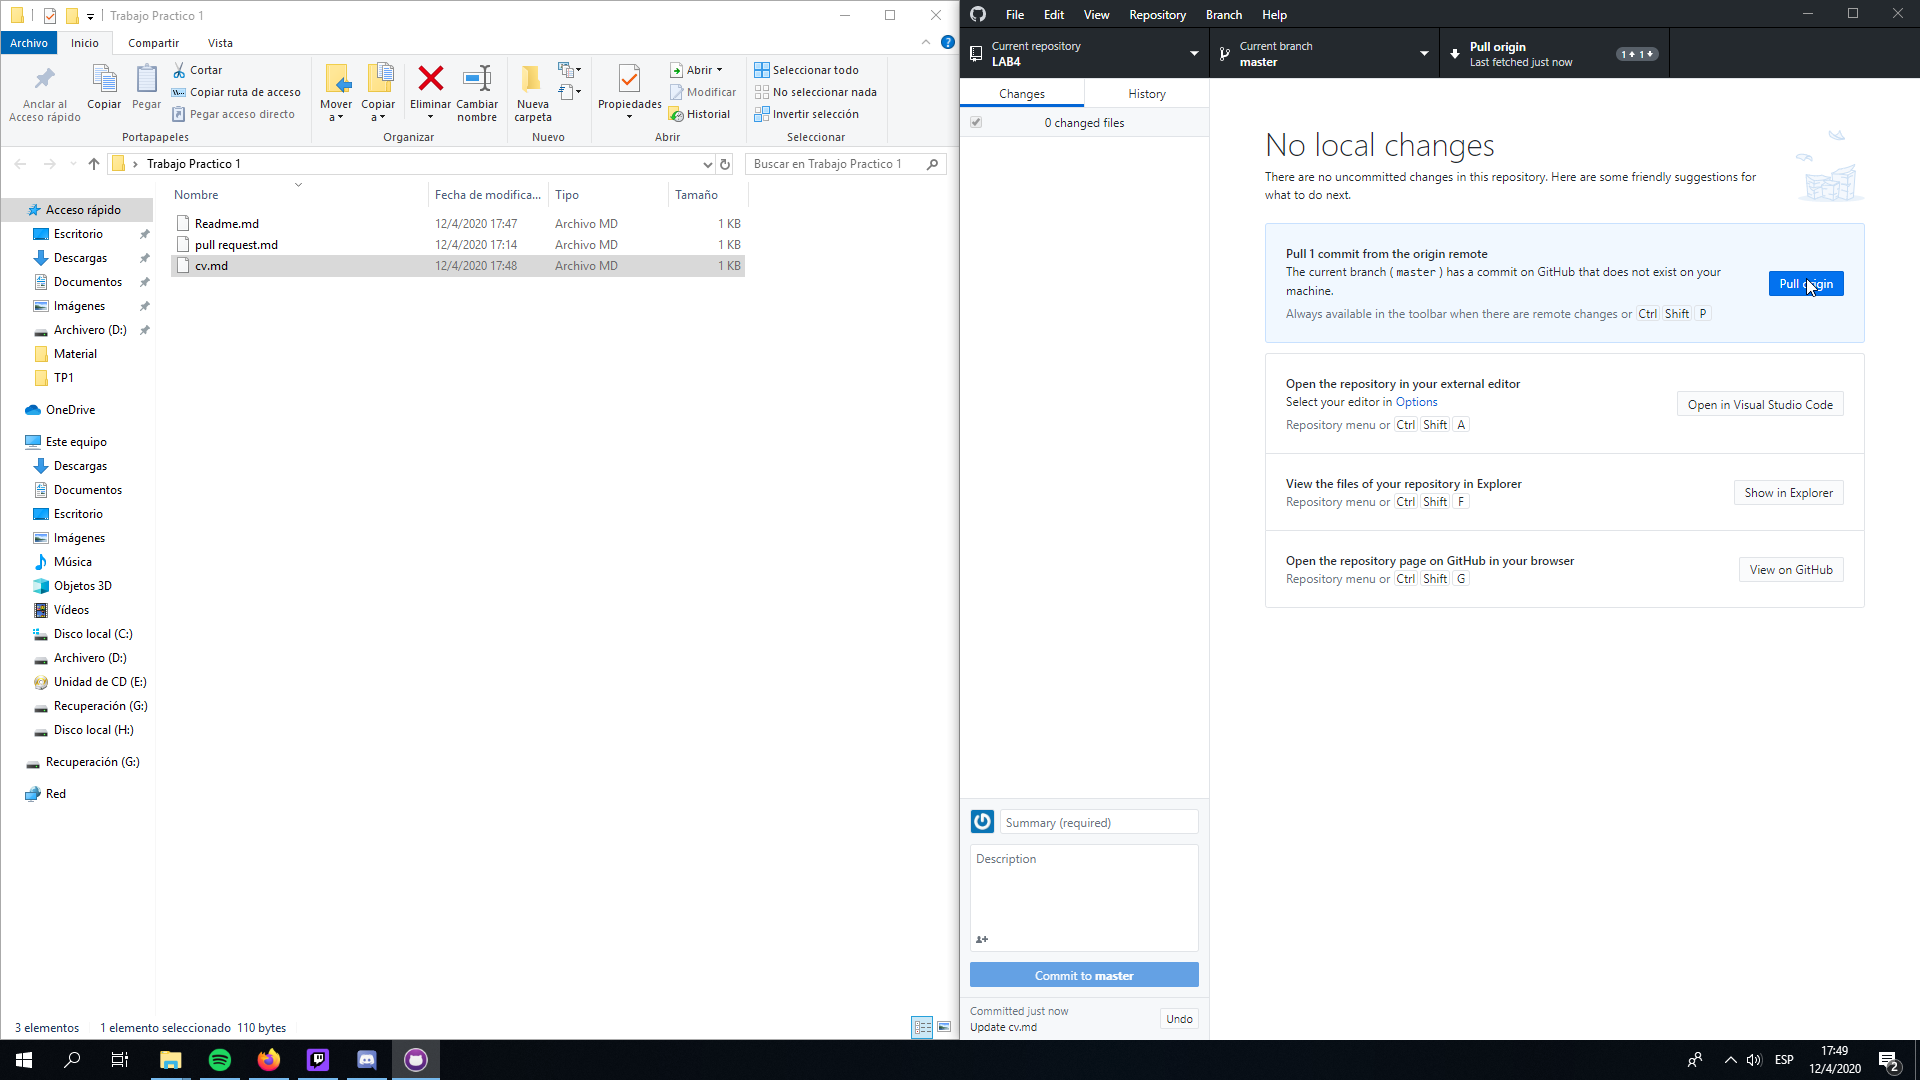 Trabajo Practico 1
Archivo
Inicio
Compartir
Vista
Anclar al
Acceso rápido
Copiar
Pegar
Cortar
Copiar ruta de acceso
Pegar acceso directo
Portapapeles
Mover
a
Copiar
a
Eliminar
Cambiar
nombre
Organizar
Nueva
carpeta
Nuevo
Propiedades
Abrir
Modificar
Historial
Abrir
Seleccionar todo
No seleccionar nada
Invertir selección
Seleccionar
Trabajo Practico 1
Buscar en Trabajo Practico 1
Nombre
Fecha de modifica...
Tipo
Tamaño
Readme.md 12/4/2020 17:47 Archivo MD 1 KB
pull request.md 12/4/2020 17:14 Archivo MD 1 KB
cv.md 12/4/2020 17:48 Archivo MD 1 KB
Acceso rápido
Escritorio
Descargas
Documentos
Imágenes
Archivero (D:)
Material
TP1
OneDrive
Este equipo
Descargas
Documentos
Escritorio
Imágenes
Música
Objetos 3D
Vídeos
Disco local (C:)
Archivero (D:)
Unidad de CD (E:)
Recuperación (G:)
Disco local (H:)
Recuperación (G:)
Red
3 elementos
1 elemento seleccionado 110 bytes
File
Edit
View
Repository
Branch
Help
Current repository
LAB4
Current branch
master
Pull origin
Last fetched just now
1 1
Changes
History
0 changed files
No local changes
There are no uncommitted changes in this repository. Here are some friendly suggestions for
what to do next.
Pull 1 commit from the origin remote
The current branch (master) has a commit on GitHub that does not exist on your
machine.
Always available in the toolbar when there are remote changes or Ctrl Shift P
Pull origin
Open the repository in your external editor
Select your editor in Options
Repository menu or Ctrl Shift A
Open in Visual Studio Code
View the files of your repository in Explorer
Repository menu or Ctrl Shift F
Show in Explorer
Open the repository page on GitHub in your browser
Repository menu or Ctrl Shift G
View on GitHub
Summary (required)
Description
Commit to master
Committed just now
Update cv.md
Undo
ESP
17:49
12/4/2020
2